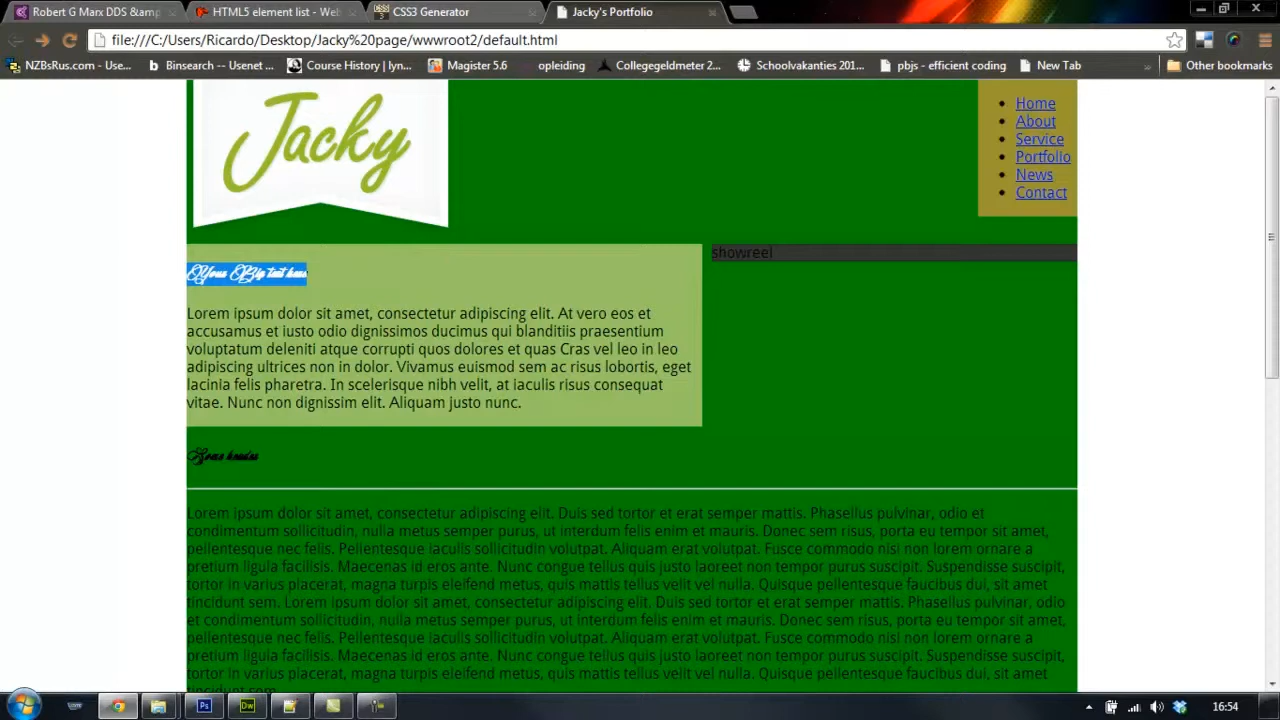 Robert G Marx DDS &amp
HTML5 element list - Web
CSS3 Generator
Jacky's Portfolio
file:///C:/Users/Ricardo/Desktop/Jacky%20page/wwwroot2/default.html
NZBsRus.com - Use...
Binsearch -- Usenet ...
Course History | lyn...
Magister 5.6
opleiding
Collegegeldmeter 2...
Schoolvakanties 201...
pbjs - efficient coding
New Tab
Other bookmarks
Jacky
Home
About
Service
Portfolio
News
Contact
showreel
Your Big text here
Lorem ipsum dolor sit amet, consectetur adipiscing elit. At vero eos et
accusamus et iusto odio dignissimos ducimus qui blanditiis praesentium
voluptatum deleniti atque corrupti quos dolores et quas Cras vel leo in leo
adipiscing ultrices non in dolor. Vivamus euismod sem ac risus lobortis, eget
lacinia felis pharetra. In scelerisque nibh velit, at iaculis risus consequat
vitae. Nunc non dignissim elit. Aliquam justo nunc.
Your header
Lorem ipsum dolor sit amet, consectetur adipiscing elit. Duis sed tortor et erat semper mattis. Phasellus pulvinar, odio et
condimentum sollicitudin, nulla metus semper purus, ut interdum felis enim et mauris. Donec sem risus, porta eu tempor sit amet,
pellentesque nec felis. Pellentesque iaculis sollicitudin volutpat. Aliquam erat volutpat. Fusce commodo nisi non lorem ornare a
pretium ligula facilisis. Maecenas id eros ante. Nunc congue tellus quis justo laoreet non tempor purus suscipit. Suspendisse suscipit,
tortor in varius placerat, magna turpis eleifend metus, quis mattis tellus velit vel nulla. Quisque pellentesque faucibus dui, sit amet
tincidunt sem. Lorem ipsum dolor sit amet, consectetur adipiscing elit. Duis sed tortor et erat semper mattis. Phasellus pulvinar, odio
et condimentum sollicitudin, nulla metus semper purus, ut interdum felis enim et mauris. Donec sem risus, porta eu tempor sit amet,
pellentesque nec felis. Pellentesque iaculis sollicitudin volutpat. Aliquam erat volutpat. Fusce commodo nisi non lorem ornare a
pretium ligula facilisis. Maecenas id eros ante. Nunc congue tellus quis justo laoreet non tempor purus suscipit. Suspendisse suscipit,
tortor in varius placerat, magna turpis eleifend metus, quis mattis tellus velit vel nulla. Quisque pellentesque faucibus dui, sit amet
tincidunt sem.
Ps
Dw
16:54